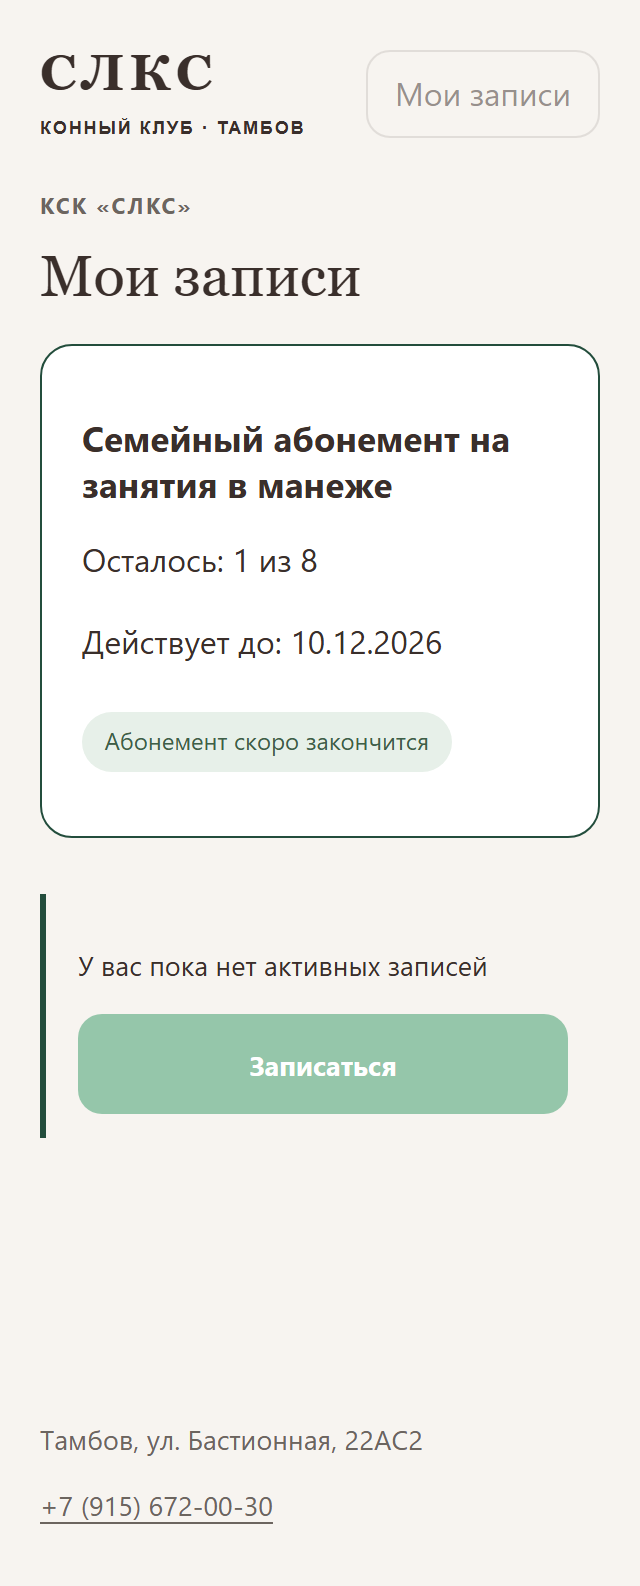 СЛКС
КОННЫЙ КЛУБ · ТАМБОВ
Мои записи
КСК «СЛКС»
Мои записи
Семейный абонемент на
занятия в манеже
Осталось: 1 из 8
Действует до: 10.12.2026
Абонемент скоро закончится
У вас пока нет активных записей
Записаться
Тамбов, ул. Бастионная, 22АС2
+7 (915) 672-00-30